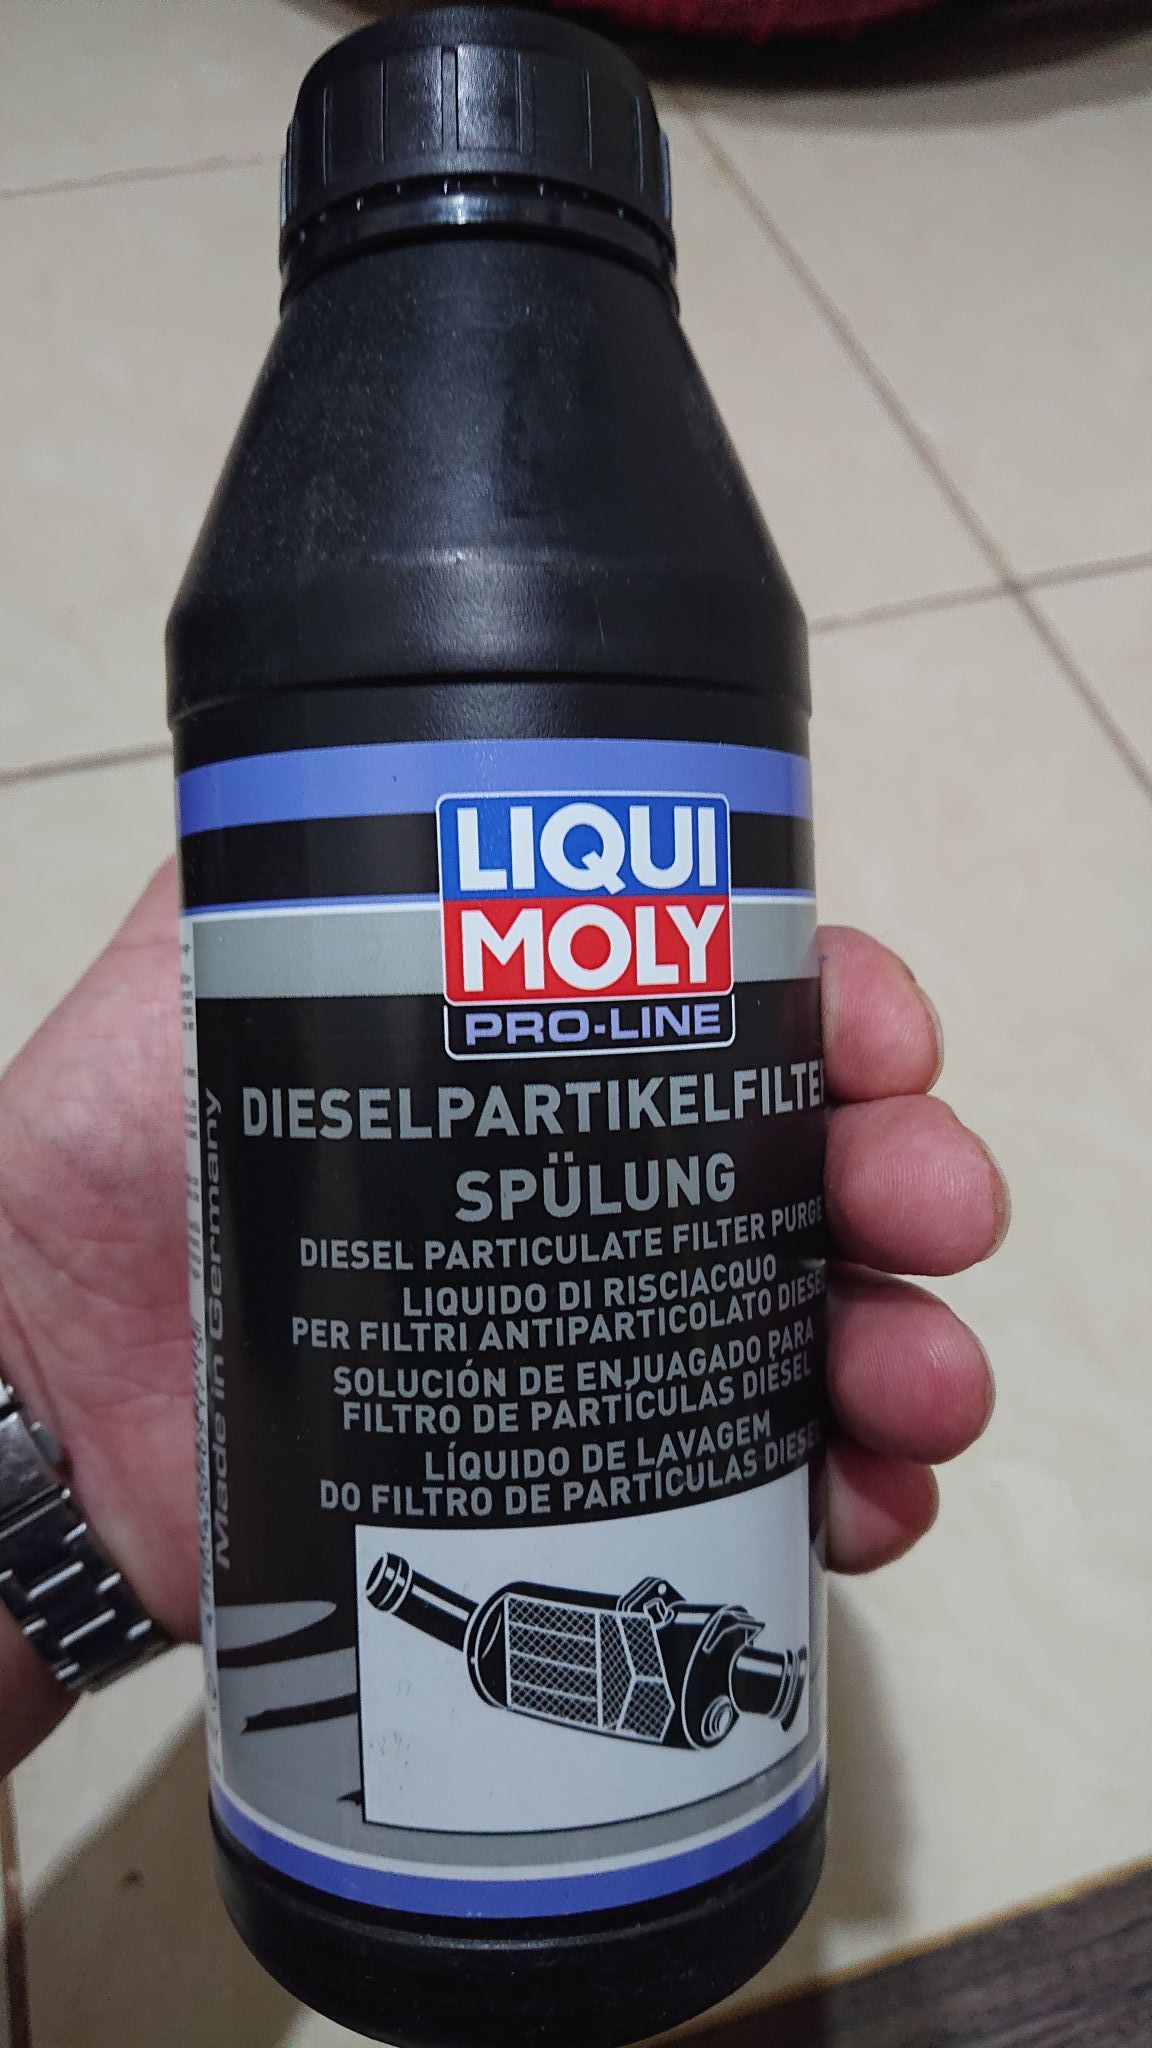 LIQUI
MOLY
PRO-LINE
DIESELPARTIKELFILTER
SPÜLUNG
DIESEL PARTICULATE FILTER PURGE
LIQUIDO DI RISCIACQUO
PER FILTRI ANTIPARTICOLATO DIESEL
SOLUCIÓN DE ENJUAGADO PARA
FILTRO DE PARTÍCULAS DIÉSEL
LÍQUIDO DE LAVAGEM
DO FILTRO DE PARTÍCULAS DIESEL
Made in Germany